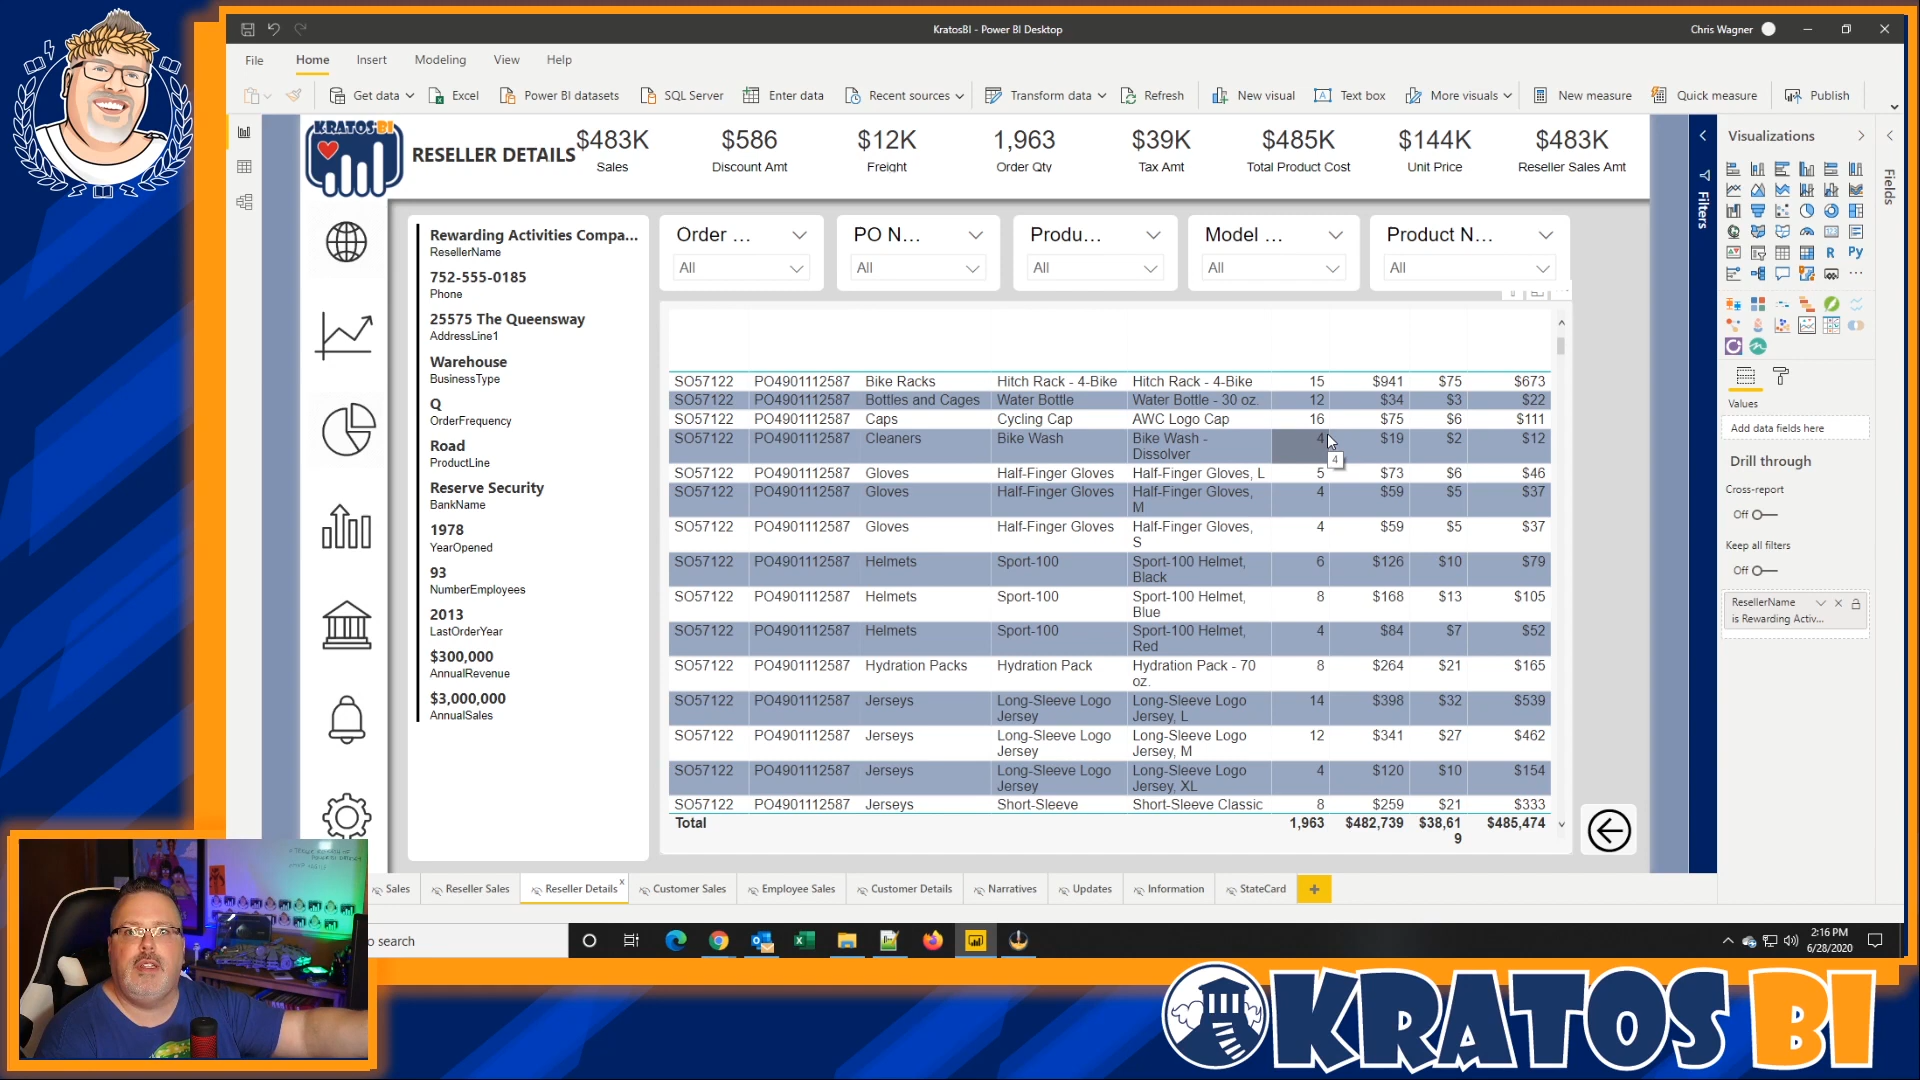 KratosBI - Power BI Desktop
Chris Wagner
File Home Insert Modeling View Help
Get data Excel Power BI datasets SQL Server Enter data Recent sources Transform data Refresh New visual Text box More visuals New measure Quick measure Publish
KRATOS BI
RESELLER DETAILS
$483K $586 $12K 1,963 $39K $485K $144K $483K
Sales Discount Amt Freight Order Qty Tax Amt Total Product Cost Unit Price Reseller Sales Amt
Visualizations
Fields
Filters
Rewarding Activities Compa...
ResellerName
752-555-0185
Phone
25575 The Queensway
AddressLine1
Warehouse
BusinessType
Q
OrderFrequency
Road
ProductLine
Reserve Security
BankName
1978
YearOpened
93
NumberEmployees
2013
LastOrderYear
$300,000
AnnualRevenue
$3,000,000
AnnualSales
Order ... PO N... Produ... Model ... Product N...
All All All All All
SO57122 PO4901112587 Bike Racks Hitch Rack - 4-Bike Hitch Rack - 4-Bike 15 $941 $75 $673
SO57122 PO4901112587 Bottles and Cages Water Bottle Water Bottle - 30 oz. 12 $34 $3 $22
SO57122 PO4901112587 Caps Cycling Cap AWC Logo Cap 16 $75 $6 $111
SO57122 PO4901112587 Cleaners Bike Wash Bike Wash - 4 $19 $2 $12
Dissolver
4
SO57122 PO4901112587 Gloves Half-Finger Gloves Half-Finger Gloves, L 5 $73 $6 $46
SO57122 PO4901112587 Gloves Half-Finger Gloves Half-Finger Gloves, 4 $59 $5 $37
M
SO57122 PO4901112587 Gloves Half-Finger Gloves Half-Finger Gloves, 4 $59 $5 $37
S
SO57122 PO4901112587 Helmets Sport-100 Sport-100 Helmet, 6 $126 $10 $79
Black
SO57122 PO4901112587 Helmets Sport-100 Sport-100 Helmet, 8 $168 $13 $105
Blue
SO57122 PO4901112587 Helmets Sport-100 Sport-100 Helmet, 4 $84 $7 $52
Red
SO57122 PO4901112587 Hydration Packs Hydration Pack Hydration Pack - 70 8 $264 $21 $165
oz.
SO57122 PO4901112587 Jerseys Long-Sleeve Logo Long-Sleeve Logo 14 $398 $32 $539
Jersey Jersey, L
SO57122 PO4901112587 Jerseys Long-Sleeve Logo Long-Sleeve Logo 12 $341 $27 $462
Jersey Jersey, M
SO57122 PO4901112587 Jerseys Long-Sleeve Logo Long-Sleeve Logo 4 $120 $10 $154
Jersey Jersey, XL
SO57122 PO4901112587 Jerseys Short-Sleeve Short-Sleeve Classic 8 $259 $21 $333
Total 1,963 $482,739 $38,61 $485,474
9
R Py
Values
Add data fields here
Drill through
Cross-report
Off
Keep all filters
Off
ResellerName
is Rewarding Activ...
Sales Reseller Sales Reseller Details Customer Sales Employee Sales Customer Details Narratives Updates Information StateCard
o search
2:16 PM
6/28/2020
KRATOS BI